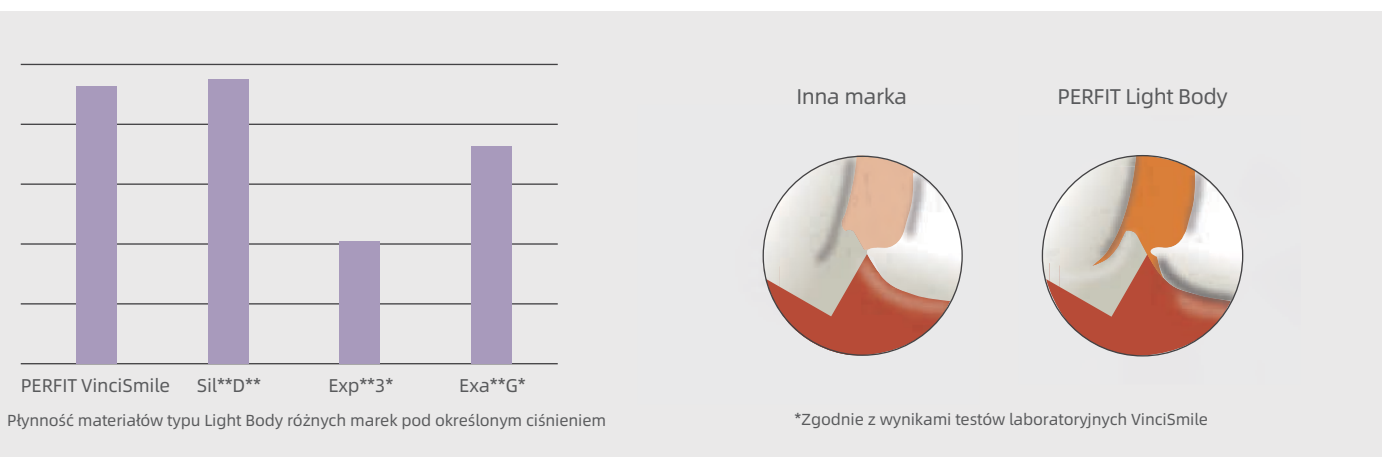 Inna marka
PERFIT Light Body
PERFIT VinciSmile
Sil**D**
Exp**3*
Exa**G*
Płynność materiałów typu Light Body różnych marek pod określonym ciśnieniem
*Zgodnie z wynikami testów laboratoryjnych VinciSmile